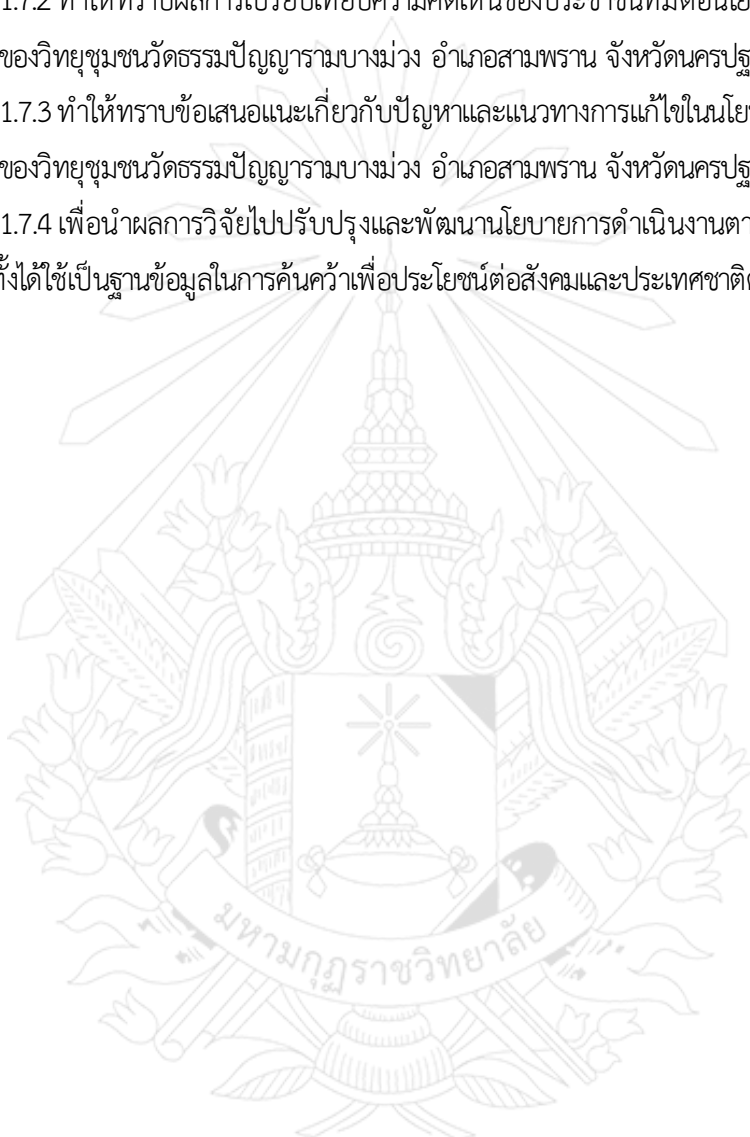 1.7.2 ทำให้ทราบผลการเปรียบเทียบความคิดเห็นของประชาชนที่มีต่อนโย
ของวิทยุชุมชนวัดธรรมปัญญารามบางม่วง อำเภอสามพราน จังหวัดนครปฐ
1.7.3 ทำให้ทราบข้อเสนอแนะเกี่ยวกับปัญหาและแนวทางการแก้ไขในนโย
ของวิทยุชุมชนวัดธรรมปัญญารามบางม่วง อำเภอสามพราน จังหวัดนครปฐ
1.7.4 เพื่อนำผลการวิจัยไปปรับปรุงและพัฒนานโยบายการดำเนินงานตา
ทั้งได้ใช้เป็นฐานข้อมูลในการค้นคว้าเพื่อประโยชน์ต่อสังคมและประเทศชาติ
มหามกุฏราชวิทยาลัย